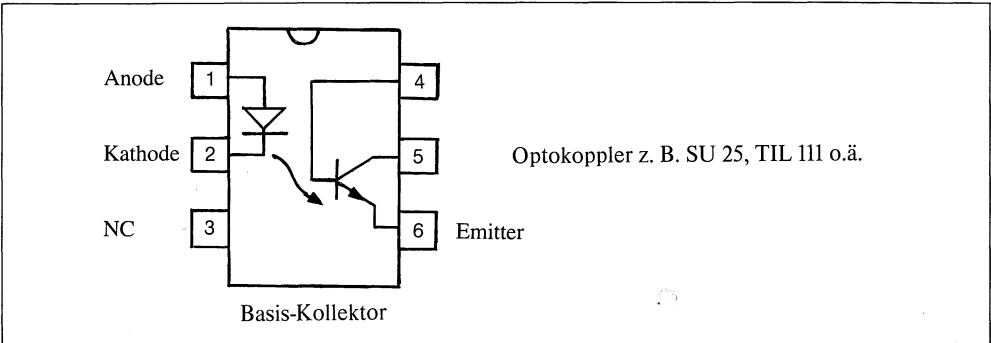 Anode 1 4
Kathode 2 5 Optokoppler z. B. SU 25, TIL 111 o.ä.
NC 3 6 Emitter
Basis-Kollektor